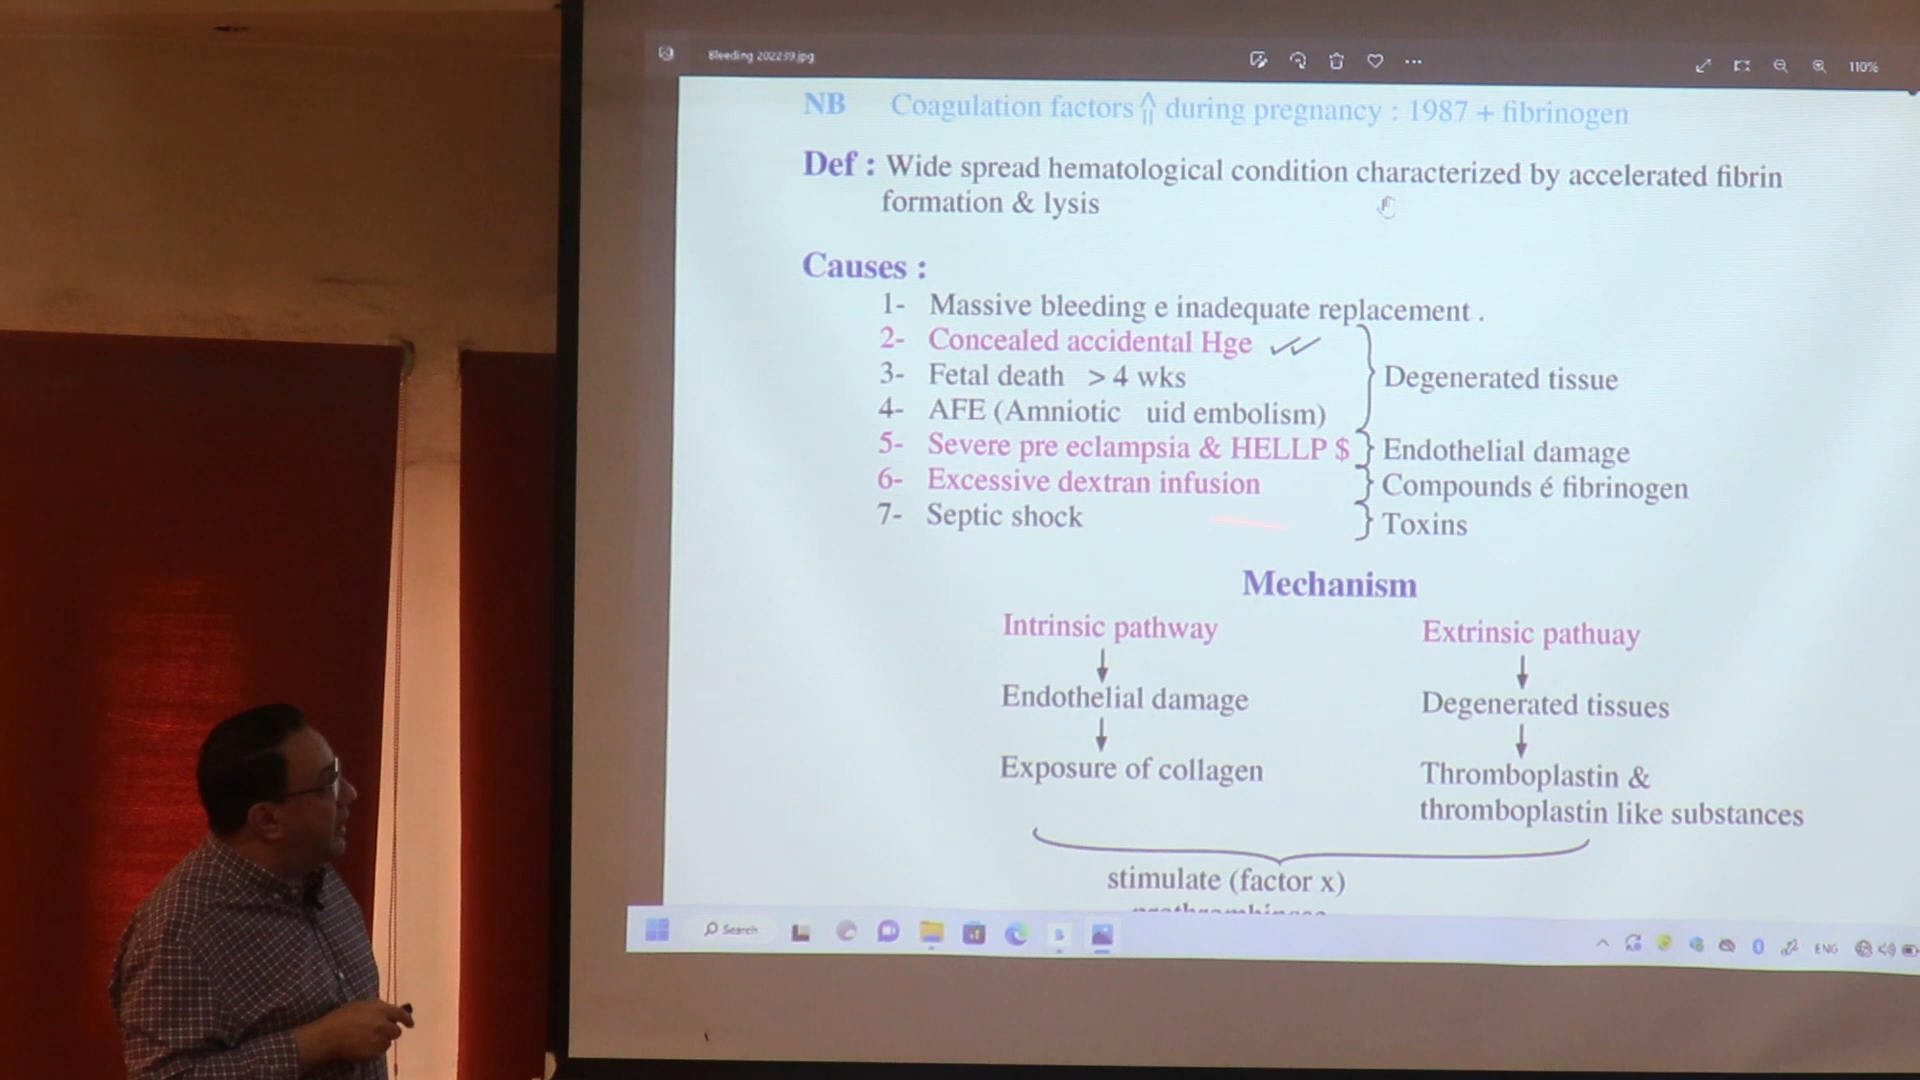 Bleeding 202239.jpg
110%
NB Coagulation factors ⇑ during pregnancy : 1987 + fibrinogen
Def : Wide spread hematological condition characterized by accelerated fibrin
formation & lysis
Causes :
1- Massive bleeding e inadequate replacement .
2- Concealed accidental Hge
3- Fetal death > 4 wks
Degenerated tissue
4- AFE (Amniotic uid embolism)
5- Severe pre eclampsia & HELLP $
Endothelial damage
6- Excessive dextran infusion
Compounds é fibrinogen
7- Septic shock
Toxins
Mechanism
Intrinsic pathway
Extrinsic pathuay
Endothelial damage
Degenerated tissues
Exposure of collagen
Thromboplastin &
thromboplastin like substances
stimulate (factor x)
Search
ENG